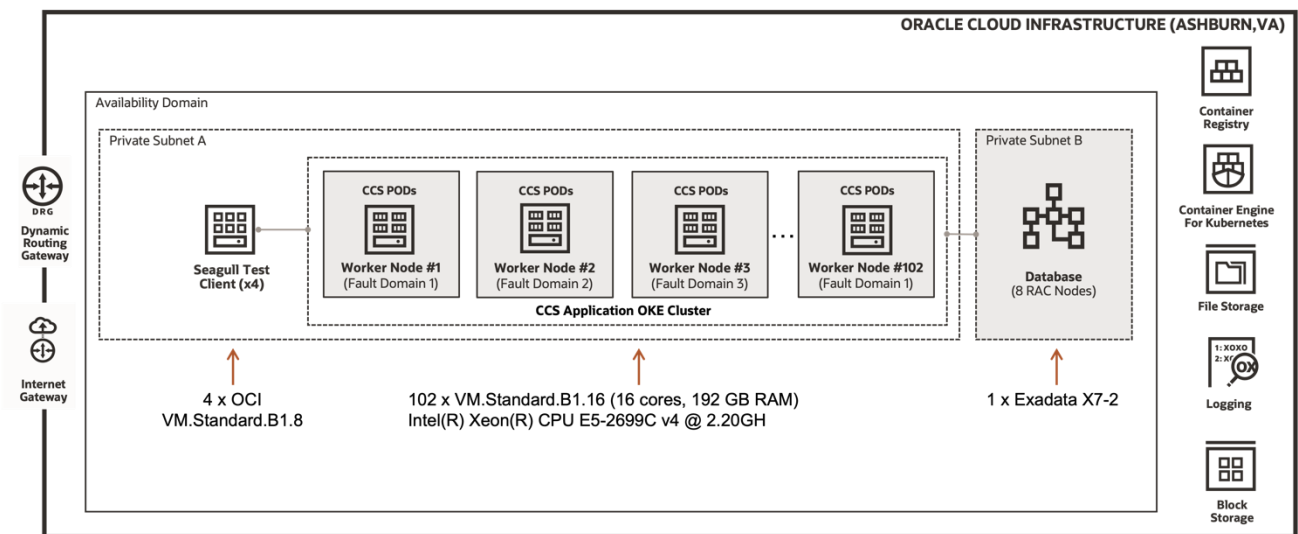 ORACLE CLOUD INFRASTRUCTURE (ASHBURN,VA)
Availability Domain
Private Subnet A
Private Subnet B
DRG
Dynamic
Routing
Gateway
Internet
Gateway
Seagull Test
Client (x4)
CCS PODs
Worker Node #1
(Fault Domain 1)
CCS PODs
Worker Node #2
(Fault Domain 2)
CCS PODs
Worker Node #3
(Fault Domain 3)
...
CCS PODs
Worker Node #102
(Fault Domain 1)
CCS Application OKE Cluster
Database
(8 RAC Nodes)
4 x OCI
VM.Standard.B1.8
102 x VM.Standard.B1.16 (16 cores, 192 GB RAM)
Intel(R) Xeon(R) CPU E5-2699C v4 @ 2.20GH
1 x Exadata X7-2
Container
Registry
Container Engine
For Kubernetes
File Storage
1: XOXO
2: X
OX
Logging
Block
Storage